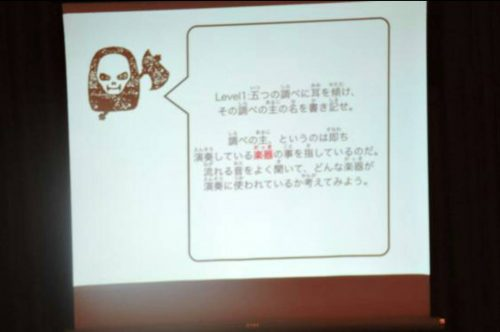 Level1:五つの調べに耳を傾け、
その調べの主の名を書き記せ。
調べの主、というのは即ち
演奏している楽器の事を指しているのだ。
流れる音をよく聞いて、どんな楽器が
演奏に使われているか考えてみよう。